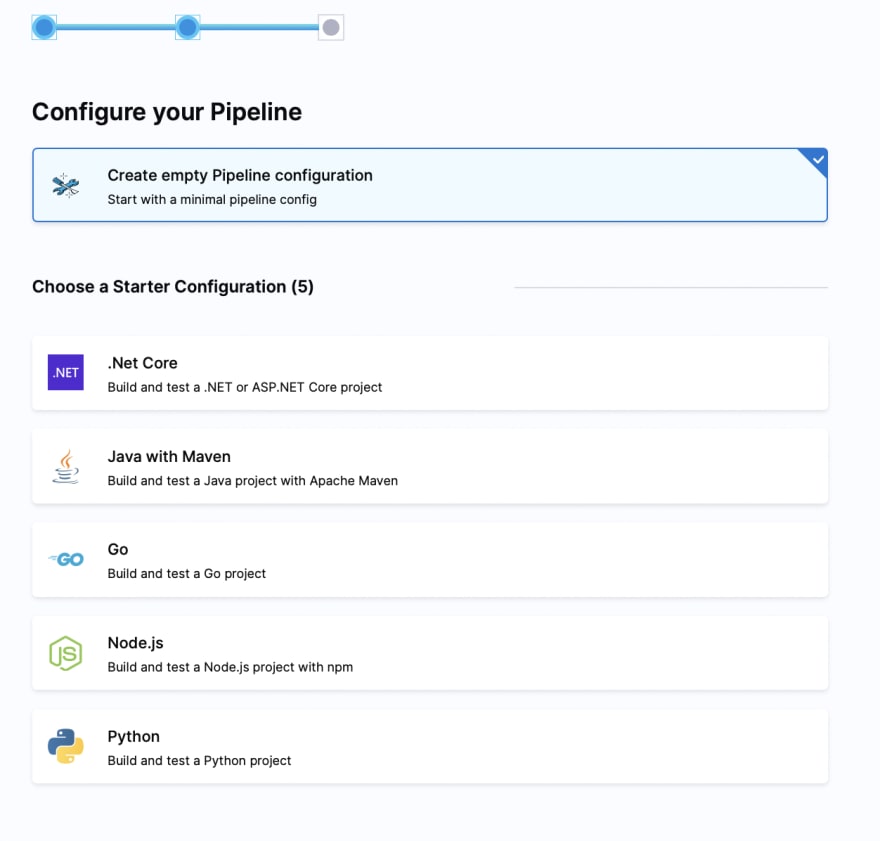 Configure your Pipeline
Create empty Pipeline configuration
Start with a minimal pipeline config
Choose a Starter Configuration (5)
.NET
.Net Core
Build and test a .NET or ASP.NET Core project
Java with Maven
Build and test a Java project with Apache Maven
GO
Go
Build and test a Go project
JS
Node.js
Build and test a Node.js project with npm
Python
Build and test a Python project